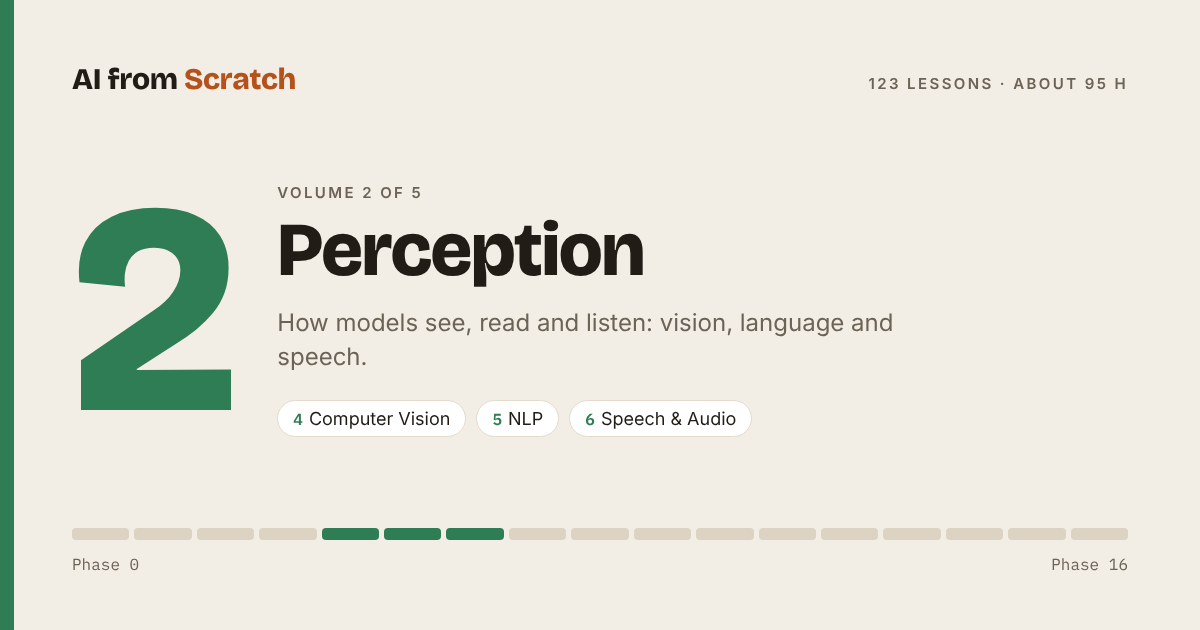 AI from Scratch
123 LESSONS · ABOUT 95 H
2
VOLUME 2 OF 5
Perception
How models see, read and listen: vision, language and
speech.
4 Computer Vision
5 NLP
6 Speech & Audio
Phase 0
Phase 16